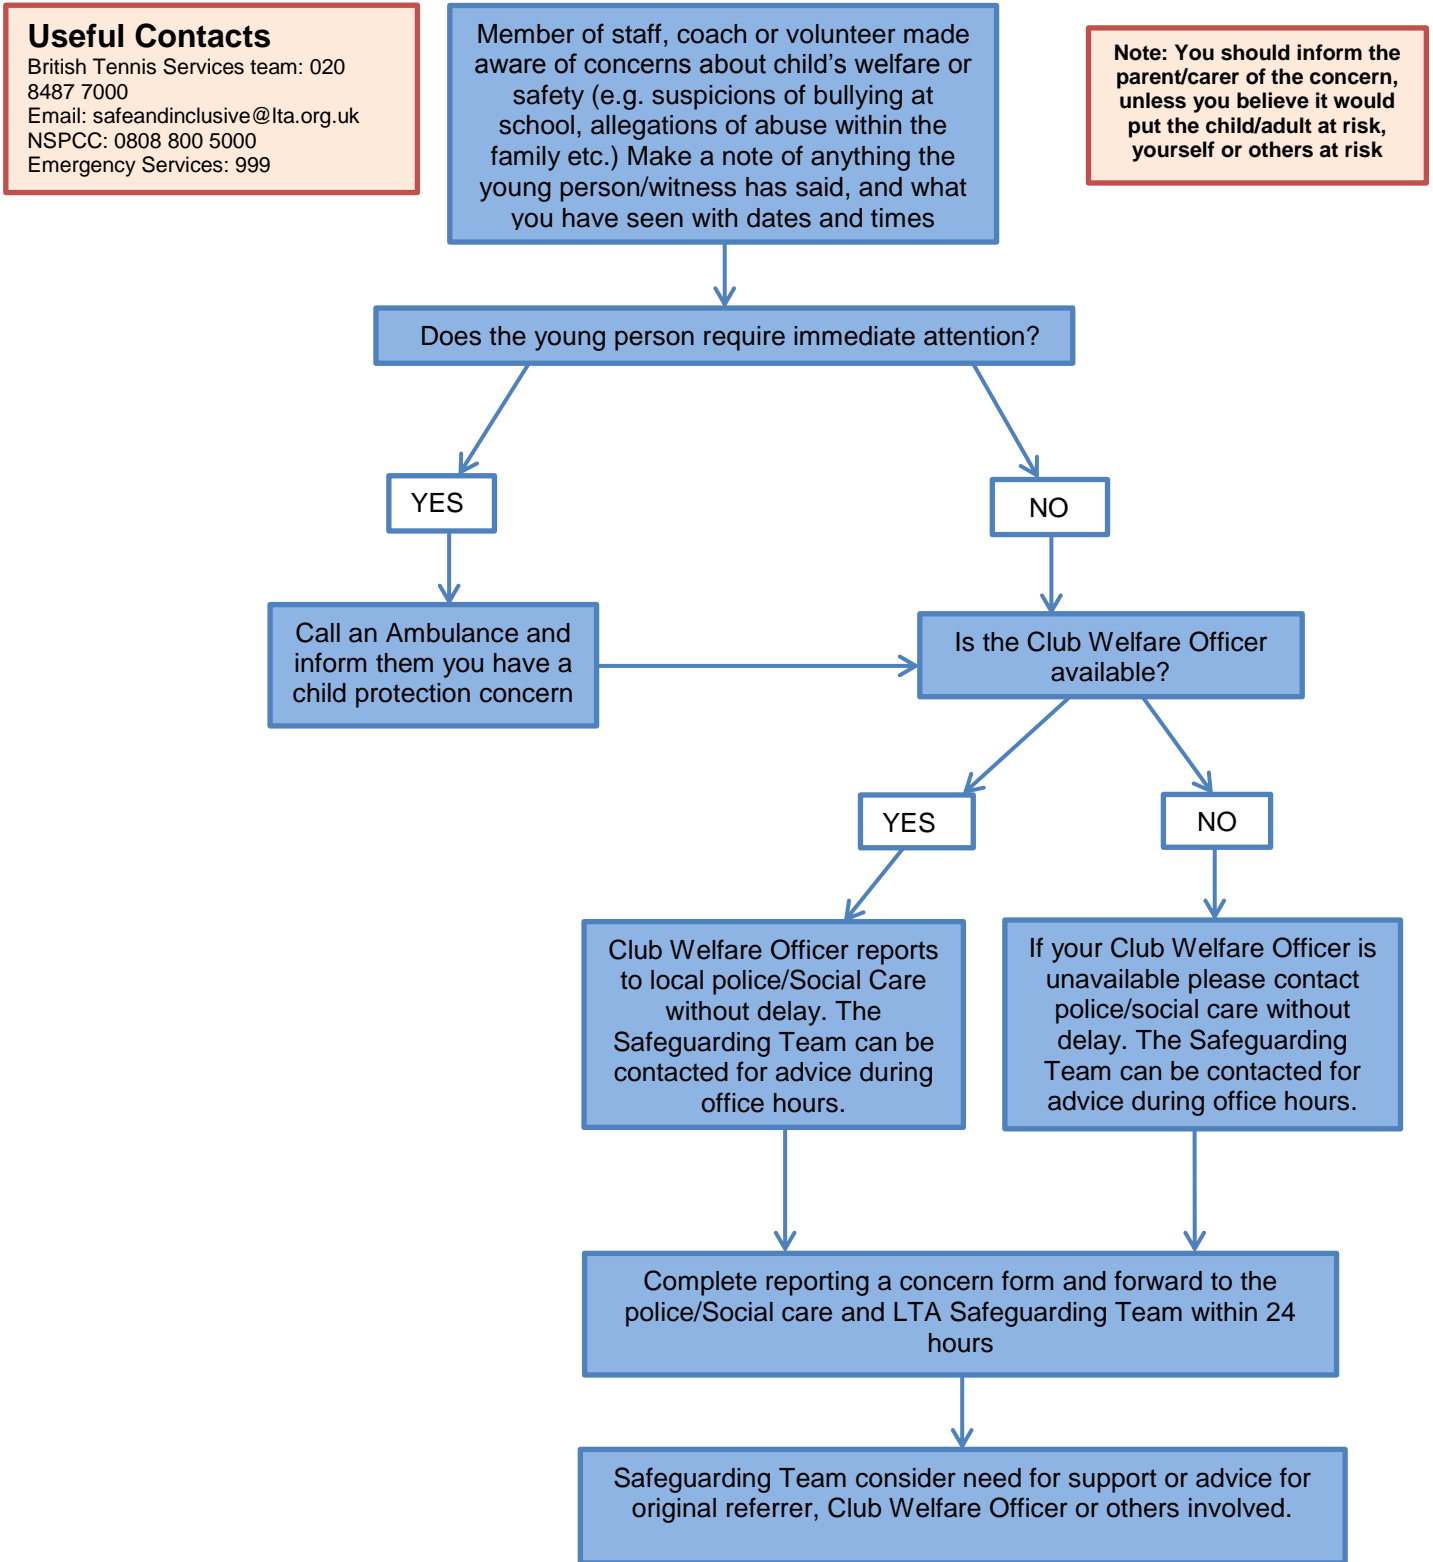 Useful Contacts
British Tennis Services team: 020
8487 7000
Email: safeandinclusive@lta.org.uk
NSPCC: 0808 800 5000
Emergency Services: 999
Member of staff, coach or volunteer made
aware of concerns about child’s welfare or
safety (e.g. suspicions of bullying at
school, allegations of abuse within the
family etc.) Make a note of anything the
young person/witness has said, and what
you have seen with dates and times
Note: You should inform the
parent/carer of the concern,
unless you believe it would
put the child/adult at risk,
yourself or others at risk
Does the young person require immediate attention?
YES
NO
Call an Ambulance and
inform them you have a
child protection concern
Is the Club Welfare Officer
available?
YES
NO
Club Welfare Officer reports
to local police/Social Care
without delay. The
Safeguarding Team can be
contacted for advice during
office hours.
If your Club Welfare Officer is
unavailable please contact
police/social care without
delay. The Safeguarding
Team can be contacted for
advice during office hours.
Complete reporting a concern form and forward to the
police/Social care and LTA Safeguarding Team within 24
hours
Safeguarding Team consider need for support or advice for
original referrer, Club Welfare Officer or others involved.